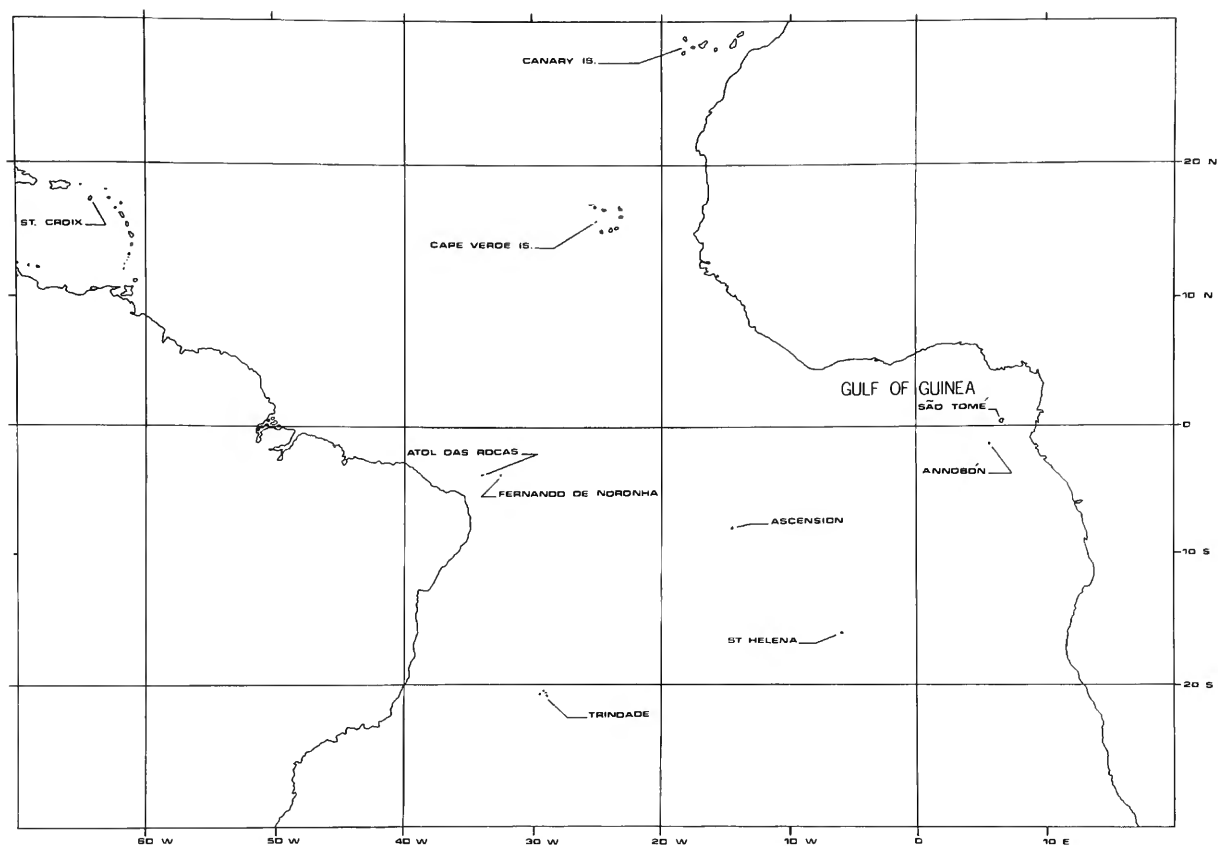 CANARY IS.
20 N
ST. CROIX
CAPE VERDE IS.
10 N
GULF OF GUINEA
SÃO TOMÉ
0
ATOL DAS ROCAS
ANNOBÓN
FERNANDO DE NORONHA
ASCENSION
10 S
ST HELENA
20 S
TRINDADE
60 W
50 W
40 W
30 W
20 W
10 W
0
10 E